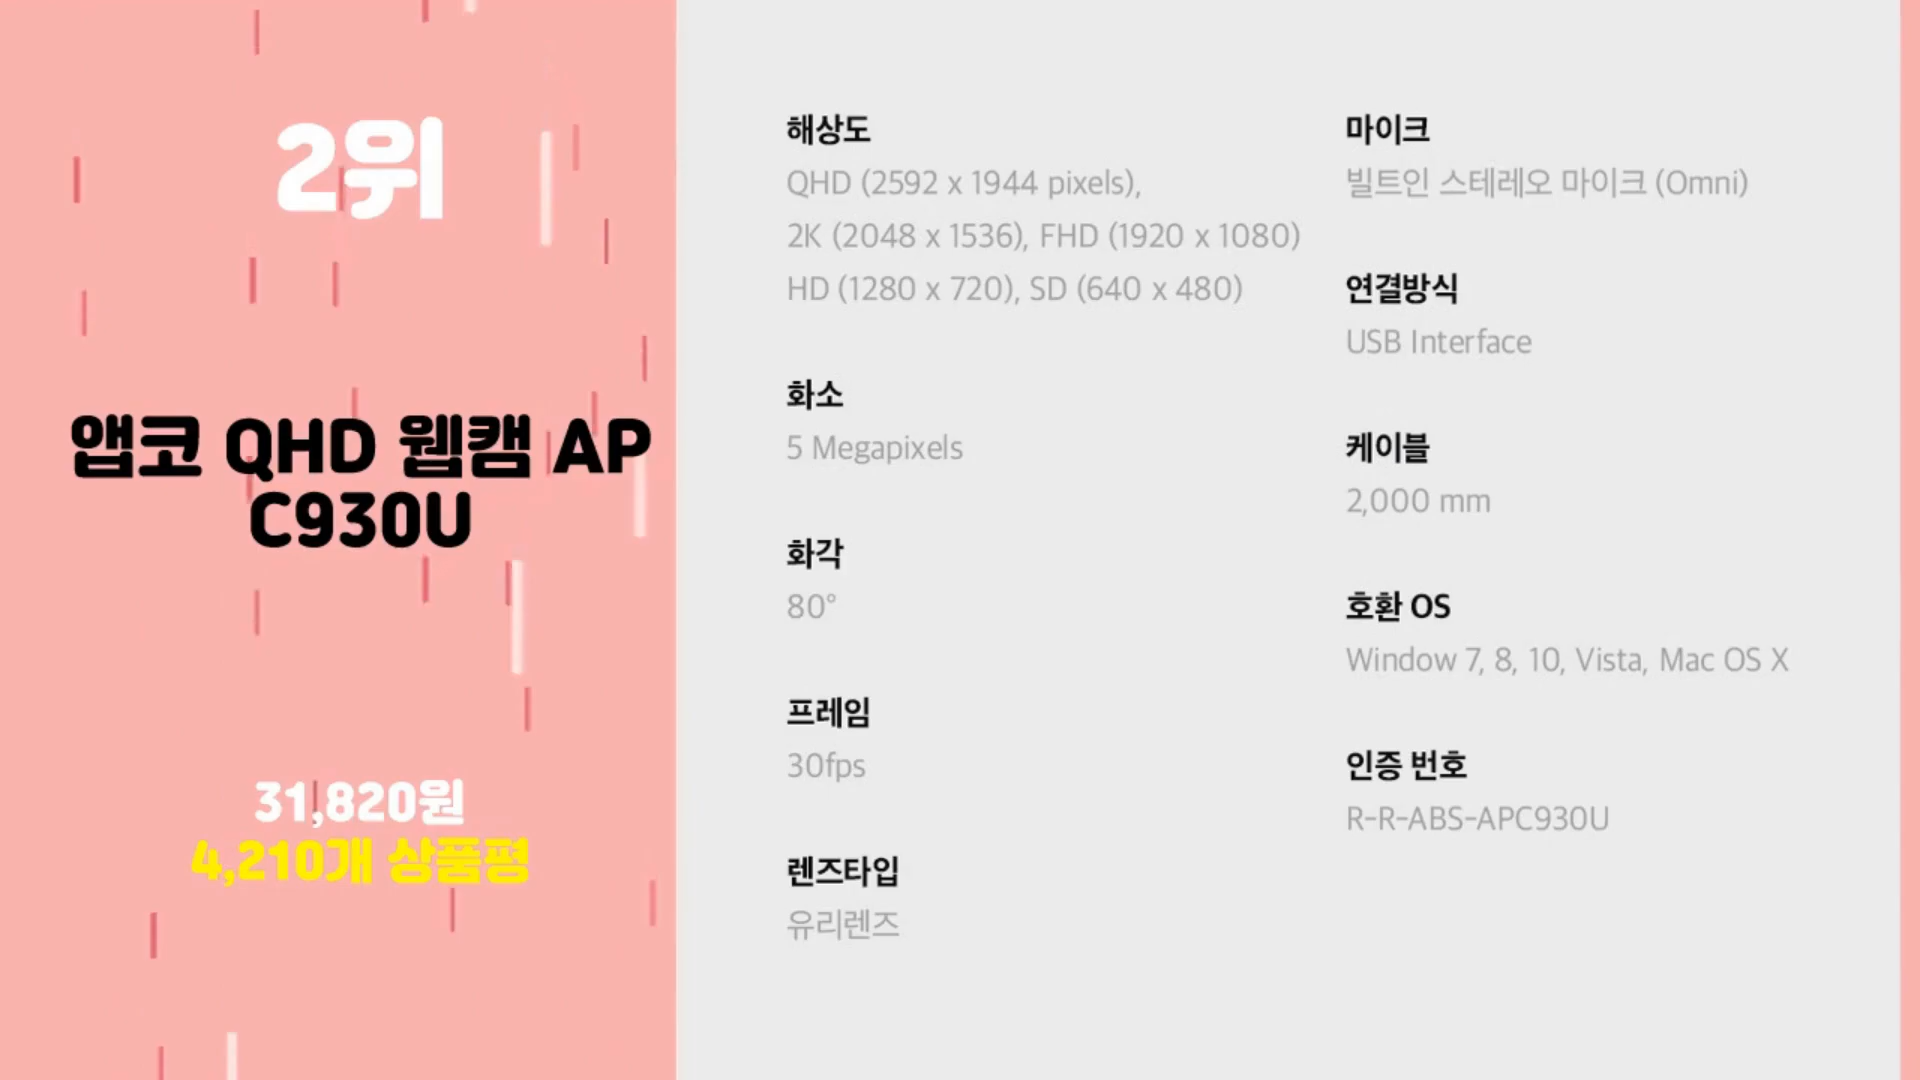 2위
앱코 QHD 웹캠 AP
C930U
31,820원
4,210개 상품평
해상도
QHD (2592 x 1944 pixels),
2K (2048 x 1536), FHD (1920 x 1080)
HD (1280 x 720), SD (640 x 480)
화소
5 Megapixels
화각
80°
프레임
30fps
렌즈타입
유리렌즈
마이크
빌트인 스테레오 마이크 (Omni)
연결방식
USB Interface
케이블
2,000 mm
호환 OS
Window 7, 8, 10, Vista, Mac OS X
인증 번호
R-R-ABS-APC930U